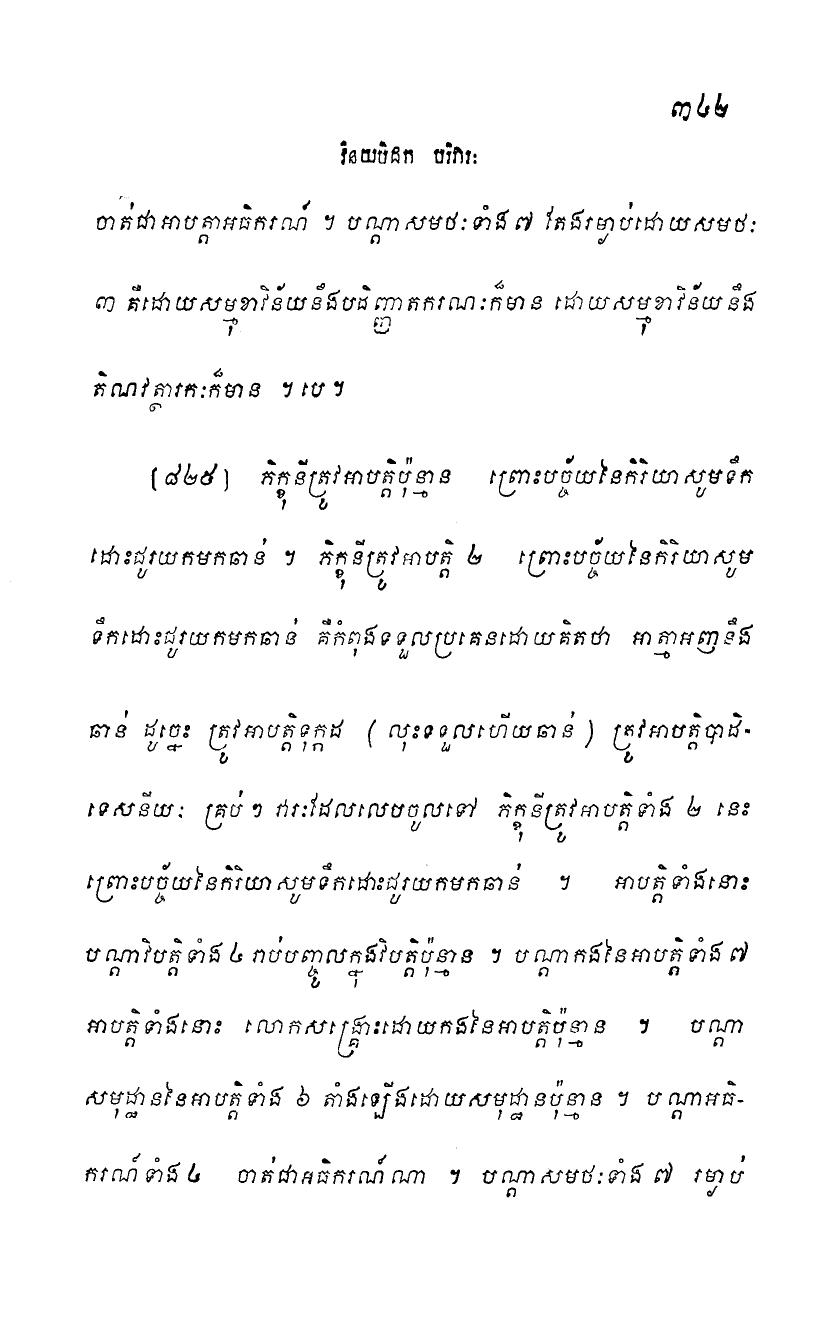 ៣៤២
វិនយបិដក បរិវារៈ
ចាត់ជាអាបត្តាអធិករណ៍ ។ បណ្តាសមថៈទាំង៧ តែងរម្ងាប់ដោយសមថៈ
៣ គឺដោយសម្មុខាវិន័យនឹងបដិញ្ញាតករណៈក៏មាន ដោយសម្មុខាវិន័យនឹង
តិណវត្ថារកៈក៏មាន ។ បេ ។
[៨២៥] ភិក្ខុនីត្រូវអាបត្តិប៉ុន្មាន ព្រោះបច្ច័យនៃកិរិយាសូមទឹក
ដោះជូរយកមកឆាន់ ។ ភិក្ខុនីត្រូវអាបត្តិ ២ ព្រោះបច្ច័យនៃកិរិយាសូម
ទឹកដោះជូរយកមកឆាន់ គឺកំពុងទទួលប្រគេនដោយគិតថា អាត្មាអញនឹង
ឆាន់ ដូច្នេះ ត្រូវអាបត្តិទុក្កដ (លុះទទួលហើយឆាន់) ត្រូវអាបត្តិបាដិ-
ទេសនីយៈ គ្រប់ៗ វារៈដែលលេបចូលទៅ ភិក្ខុនីត្រូវអាបត្តិទាំង ២ នេះ
ព្រោះបច្ច័យនៃកិរិយាសូមទឹកដោះជូរយកមកឆាន់ ។ អាបត្តិទាំងនោះ
បណ្តាវិបត្តិទាំង ៤ រាប់បញ្ចូលក្នុងវិបត្តិប៉ុន្មាន ។ បណ្តាកងនៃអាបត្តិទាំង ៧
អាបត្តិទាំងនោះ លោកសង្គ្រោះដោយកងនៃអាបត្តិប៉ុន្មាន ។ បណ្តា
សមុដ្ឋាននៃអាបត្តិទាំង ៦ តាំងឡើងដោយសមុដ្ឋានប៉ុន្មាន ។ បណ្តាអធិ-
ករណ៍ទាំង ៤ ចាត់ជាអធិករណ៍ណា ។ បណ្តាសមថៈទាំង ៧ រម្ងាប់